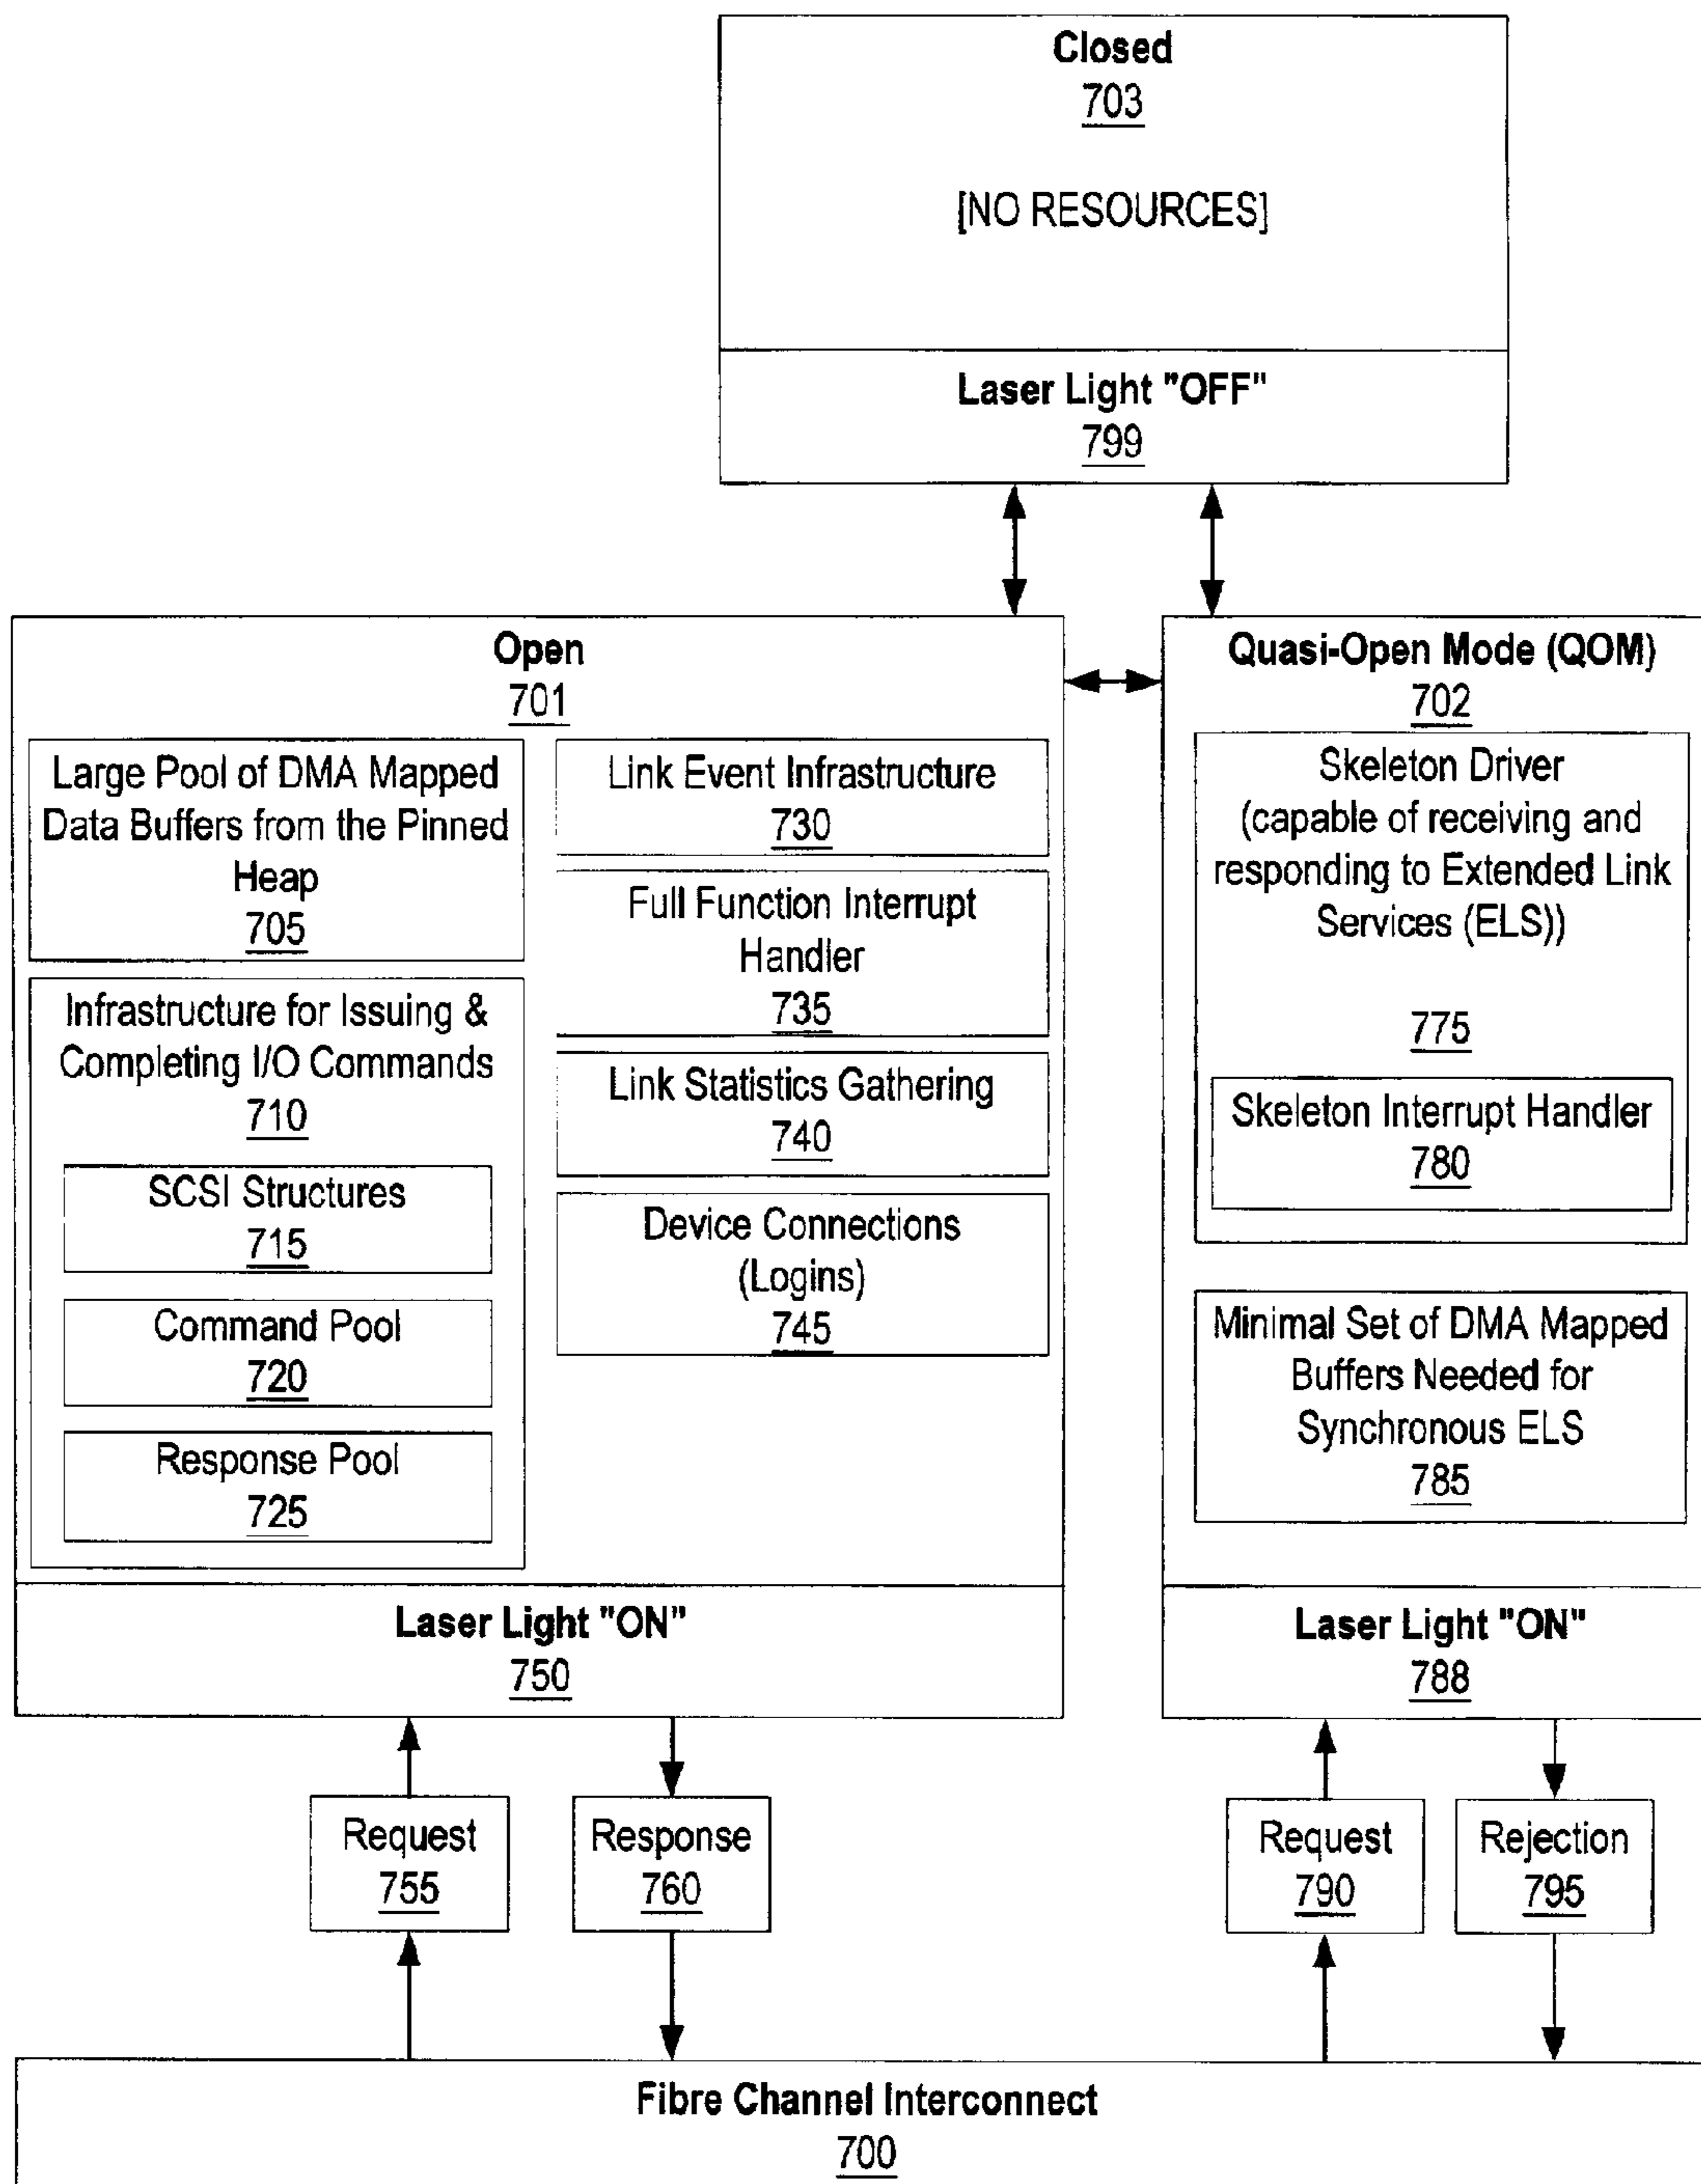 Closed
703
[NO RESOURCES]
Laser Light "OFF"
799
Open
701
Large Pool of DMA Mapped
Data Buffers from the Pinned
Heap
705
Infrastructure for Issuing &
Completing I/O Commands
710
SCSI Structures
715
Command Pool
720
Response Pool
725
Link Event Infrastructure
730
Full Function Interrupt
Handler
735
Link Statistics Gathering
740
Device Connections
(Logins)
745
Laser Light "ON"
750
Quasi-Open Mode (QOM)
702
Skeleton Driver
(capable of receiving and
responding to Extended Link
Services (ELS))
775
Skeleton Interrupt Handler
780
Minimal Set of DMA Mapped
Buffers Needed for
Synchronous ELS
785
Laser Light "ON"
788
Request
755
Response
760
Request
790
Rejection
795
Fibre Channel Interconnect
700